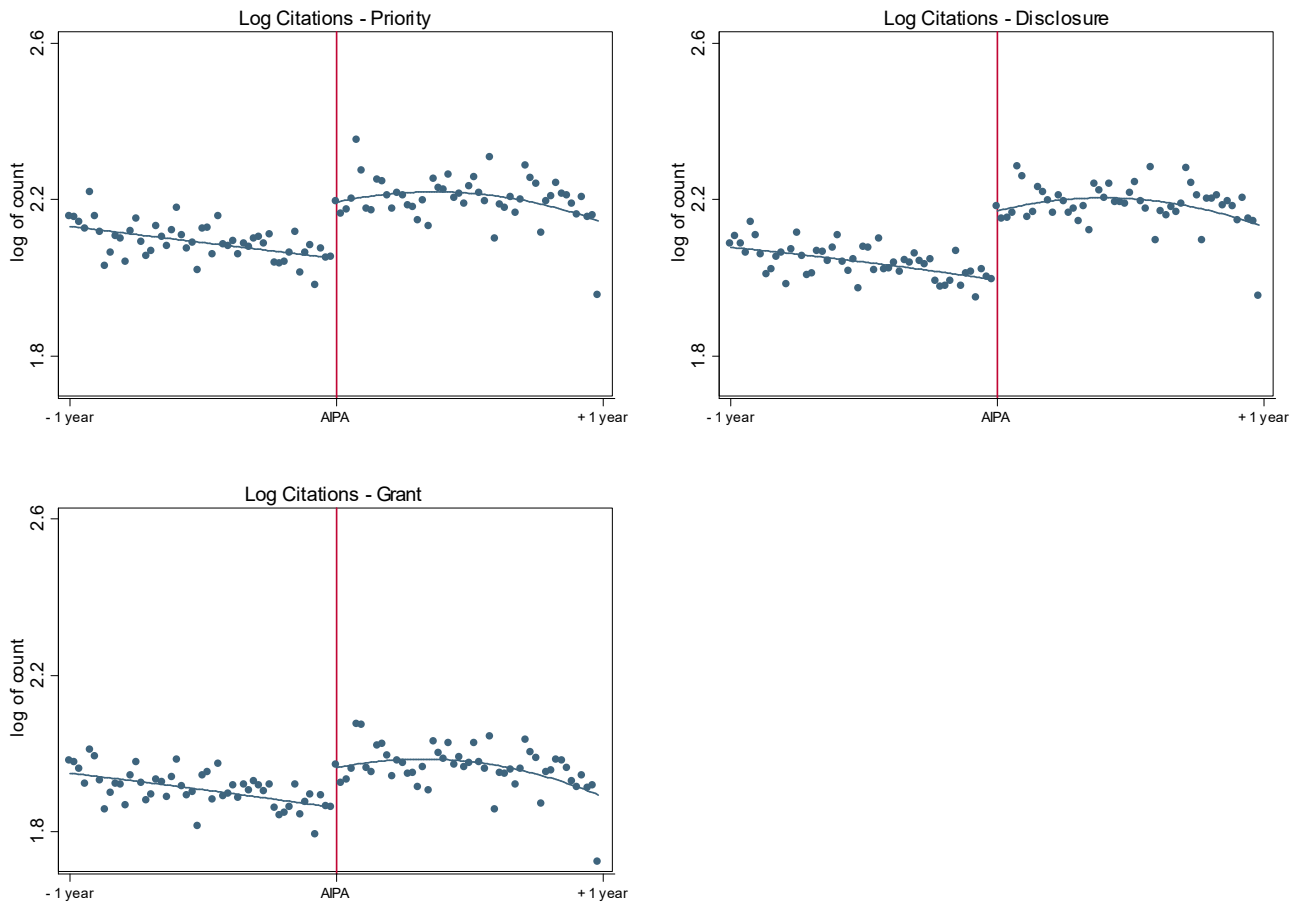 Log Citations - Priority
log of count
2.6
2.2
1.8
- 1 year
AIPA
+ 1 year
Log Citations - Disclosure
log of count
2.6
2.2
1.8
- 1 year
AIPA
+ 1 year
Log Citations - Grant
log of count
2.6
2.2
1.8
- 1 year
AIPA
+ 1 year